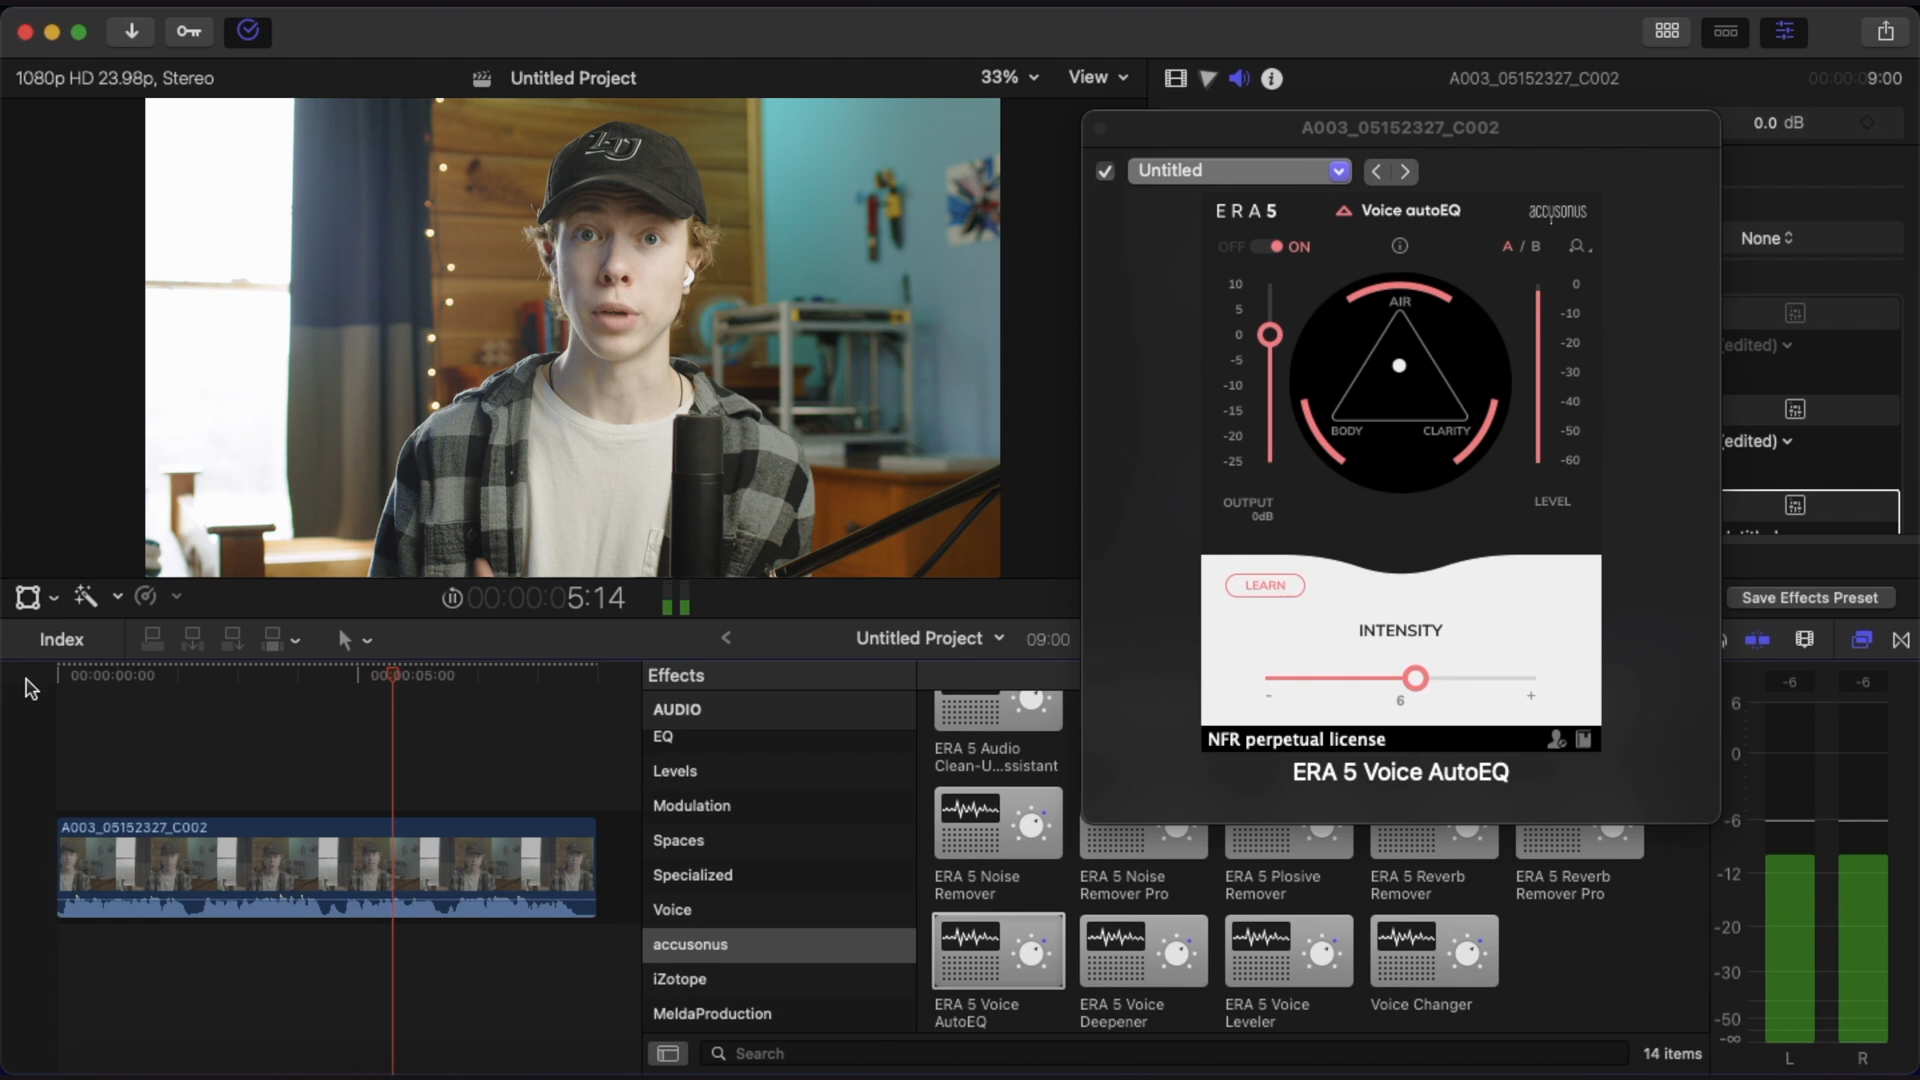 1080p HD 23.98p, Stereo
Untitled Project
33%
View
A003_05152327_C002
00:00:09:00
LU
A003_05152327_C002
0.0 dB
Untitled
ERA5
Voice autoEQ
accusonus
OFF
ON
A / B
None
10
5
0
-5
-10
-15
-20
-25
AIR
BODY
CLARITY
0
-10
-20
-30
-40
-50
-60
edited)
edited)
OUTPUT
0dB
LEVEL
LEARN
INTENSITY
-
6
+
NFR perpetual license
ERA 5 Voice AutoEQ
00:00:05:14
Save Effects Preset
Index
Untitled Project
09:00
00:00:00:00
00:00:05:00
A003_05152327_C002
Effects
AUDIO
EQ
Levels
Modulation
Spaces
Specialized
Voice
accusonus
iZotope
MeldaProduction
ERA 5 Audio
Clean-U...ssistant
ERA 5 Noise
Remover
ERA 5 Noise
Remover Pro
ERA 5 Plosive
Remover
ERA 5 Reverb
Remover
ERA 5 Reverb
Remover Pro
ERA 5 Voice
AutoEQ
ERA 5 Voice
Deepener
ERA 5 Voice
Leveler
Voice Changer
Search
14 items
-6
-6
6
0
-6
-12
-20
-30
-50
-∞
L
R